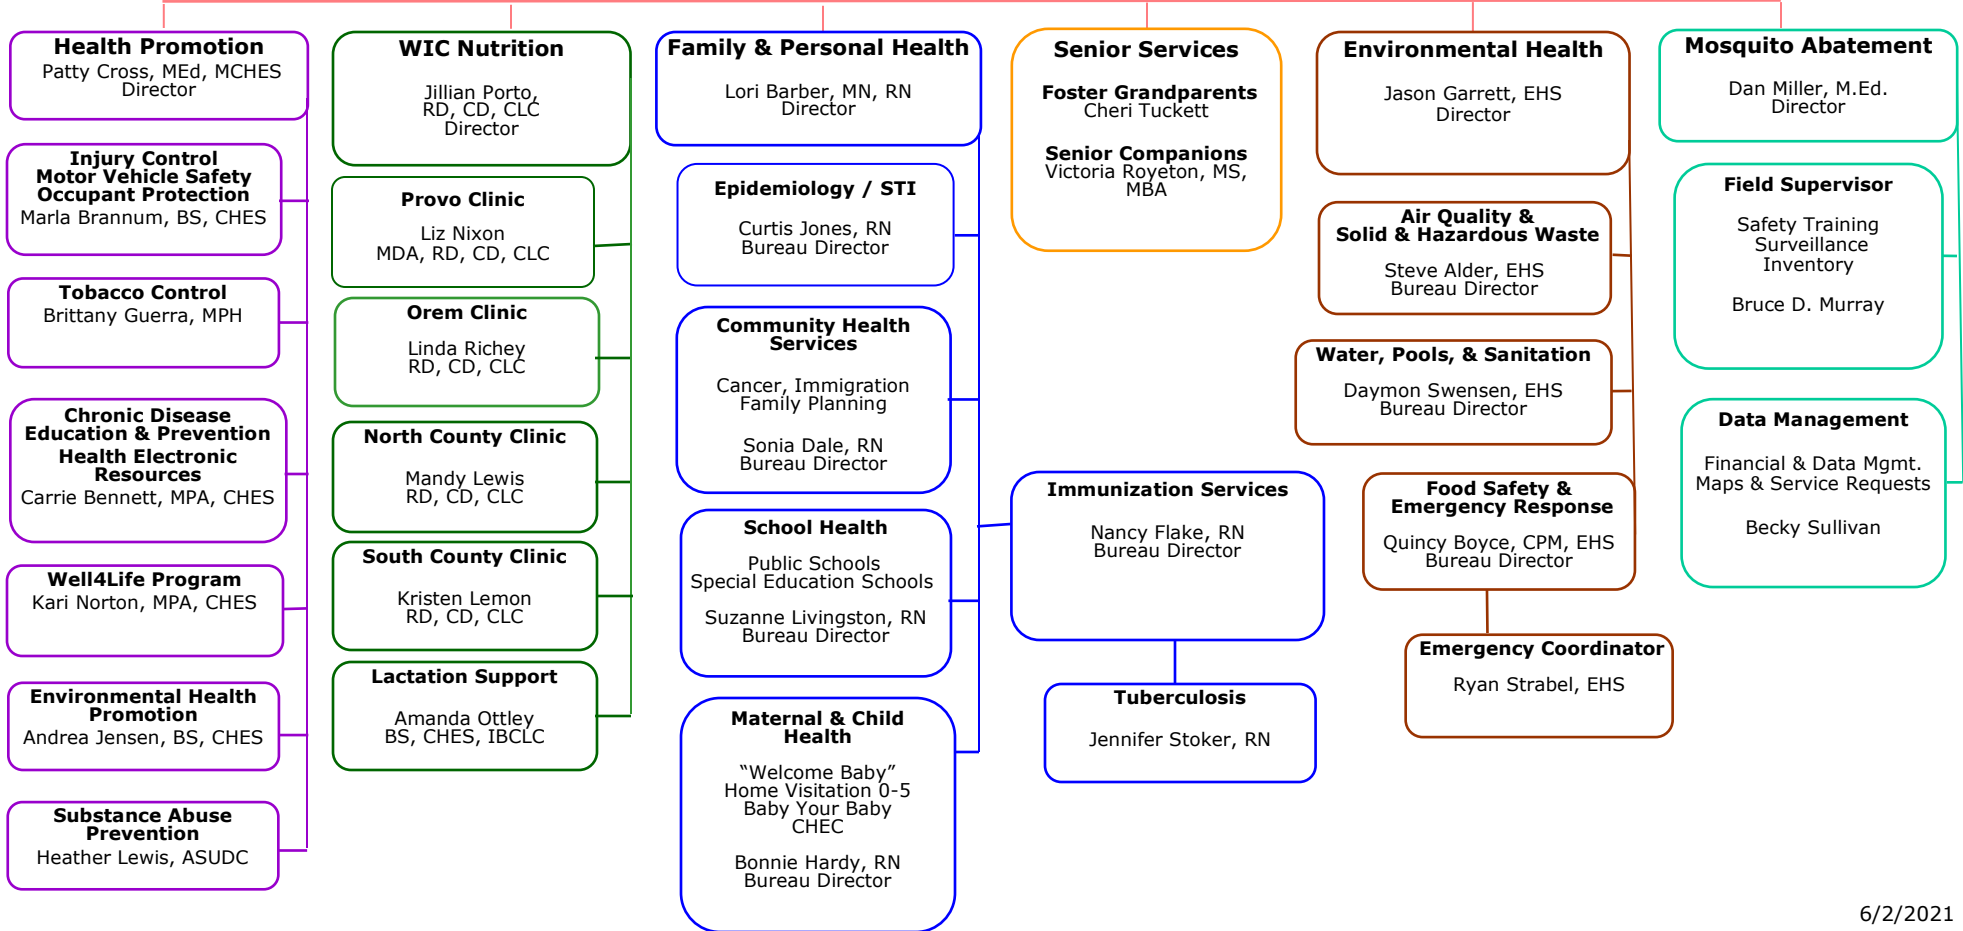 Health Promotion
Patty Cross, MEd, MCHES
Director
Injury Control
Motor Vehicle Safety
Occupant Protection
Marla Brannum, BS, CHES
Tobacco Control
Brittany Guerra, MPH
Chronic Disease
Education & Prevention
Health Electronic
Resources
Carrie Bennett, MPA, CHES
Well4Life Program
Kari Norton, MPA, CHES
Environmental Health
Promotion
Andrea Jensen, BS, CHES
Substance Abuse
Prevention
Heather Lewis, ASUDC
WIC Nutrition
Jillian Porto,
RD, CD, CLC
Director
Provo Clinic
Liz Nixon
MDA, RD, CD, CLC
Orem Clinic
Linda Richey
RD, CD, CLC
North County Clinic
Mandy Lewis
RD, CD, CLC
South County Clinic
Kristen Lemon
RD, CD, CLC
Lactation Support
Amanda Ottley
BS, CHES, IBCLC
Family & Personal Health
Lori Barber, MN, RN
Director
Epidemiology / STI
Curtis Jones, RN
Bureau Director
Community Health
Services
Cancer, Immigration
Family Planning
Sonia Dale, RN
Bureau Director
School Health
Public Schools
Special Education Schools
Suzanne Livingston, RN
Bureau Director
Maternal & Child
Health
“Welcome Baby”
Home Visitation 0-5
Baby Your Baby
CHEC
Bonnie Hardy, RN
Bureau Director
Immunization Services
Nancy Flake, RN
Bureau Director
Tuberculosis
Jennifer Stoker, RN
Senior Services
Foster Grandparents
Cheri Tuckett
Senior Companions
Victoria Royeton, MS,
MBA
Environmental Health
Jason Garrett, EHS
Director
Air Quality &
Solid & Hazardous Waste
Steve Alder, EHS
Bureau Director
Water, Pools, & Sanitation
Daymon Swensen, EHS
Bureau Director
Food Safety &
Emergency Response
Quincy Boyce, CPM, EHS
Bureau Director
Emergency Coordinator
Ryan Strabel, EHS
Mosquito Abatement
Dan Miller, M.Ed.
Director
Field Supervisor
Safety Training
Surveillance
Inventory
Bruce D. Murray
Data Management
Financial & Data Mgmt.
Maps & Service Requests
Becky Sullivan
6/2/2021